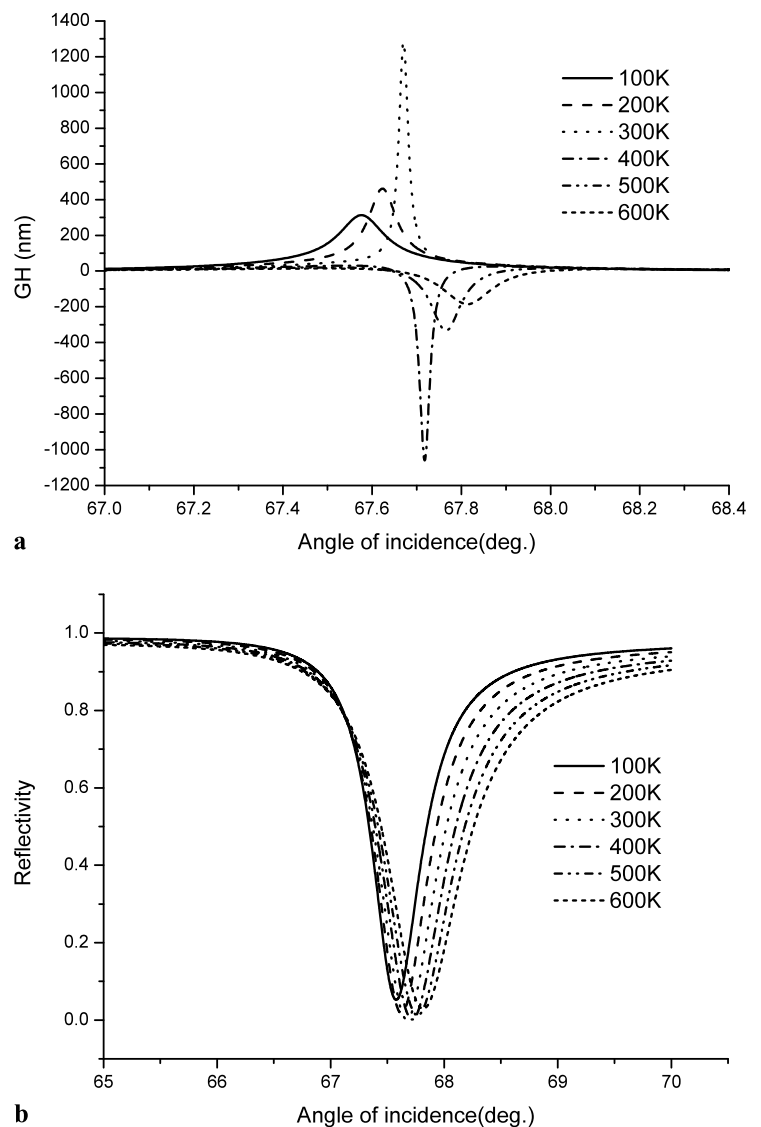 1400
1200
1000
800
600
400
200
0
-200
-400
-600
-800
-1000
-1200
GH (nm)
100K
200K
300K
400K
500K
600K
67.0 67.2 67.4 67.6 67.8 68.0 68.2 68.4
a Angle of incidence(deg.)
1.0
0.8
0.6
0.4
0.2
0.0
Reflectivity
100K
200K
300K
400K
500K
600K
65 66 67 68 69 70
b Angle of incidence(deg.)